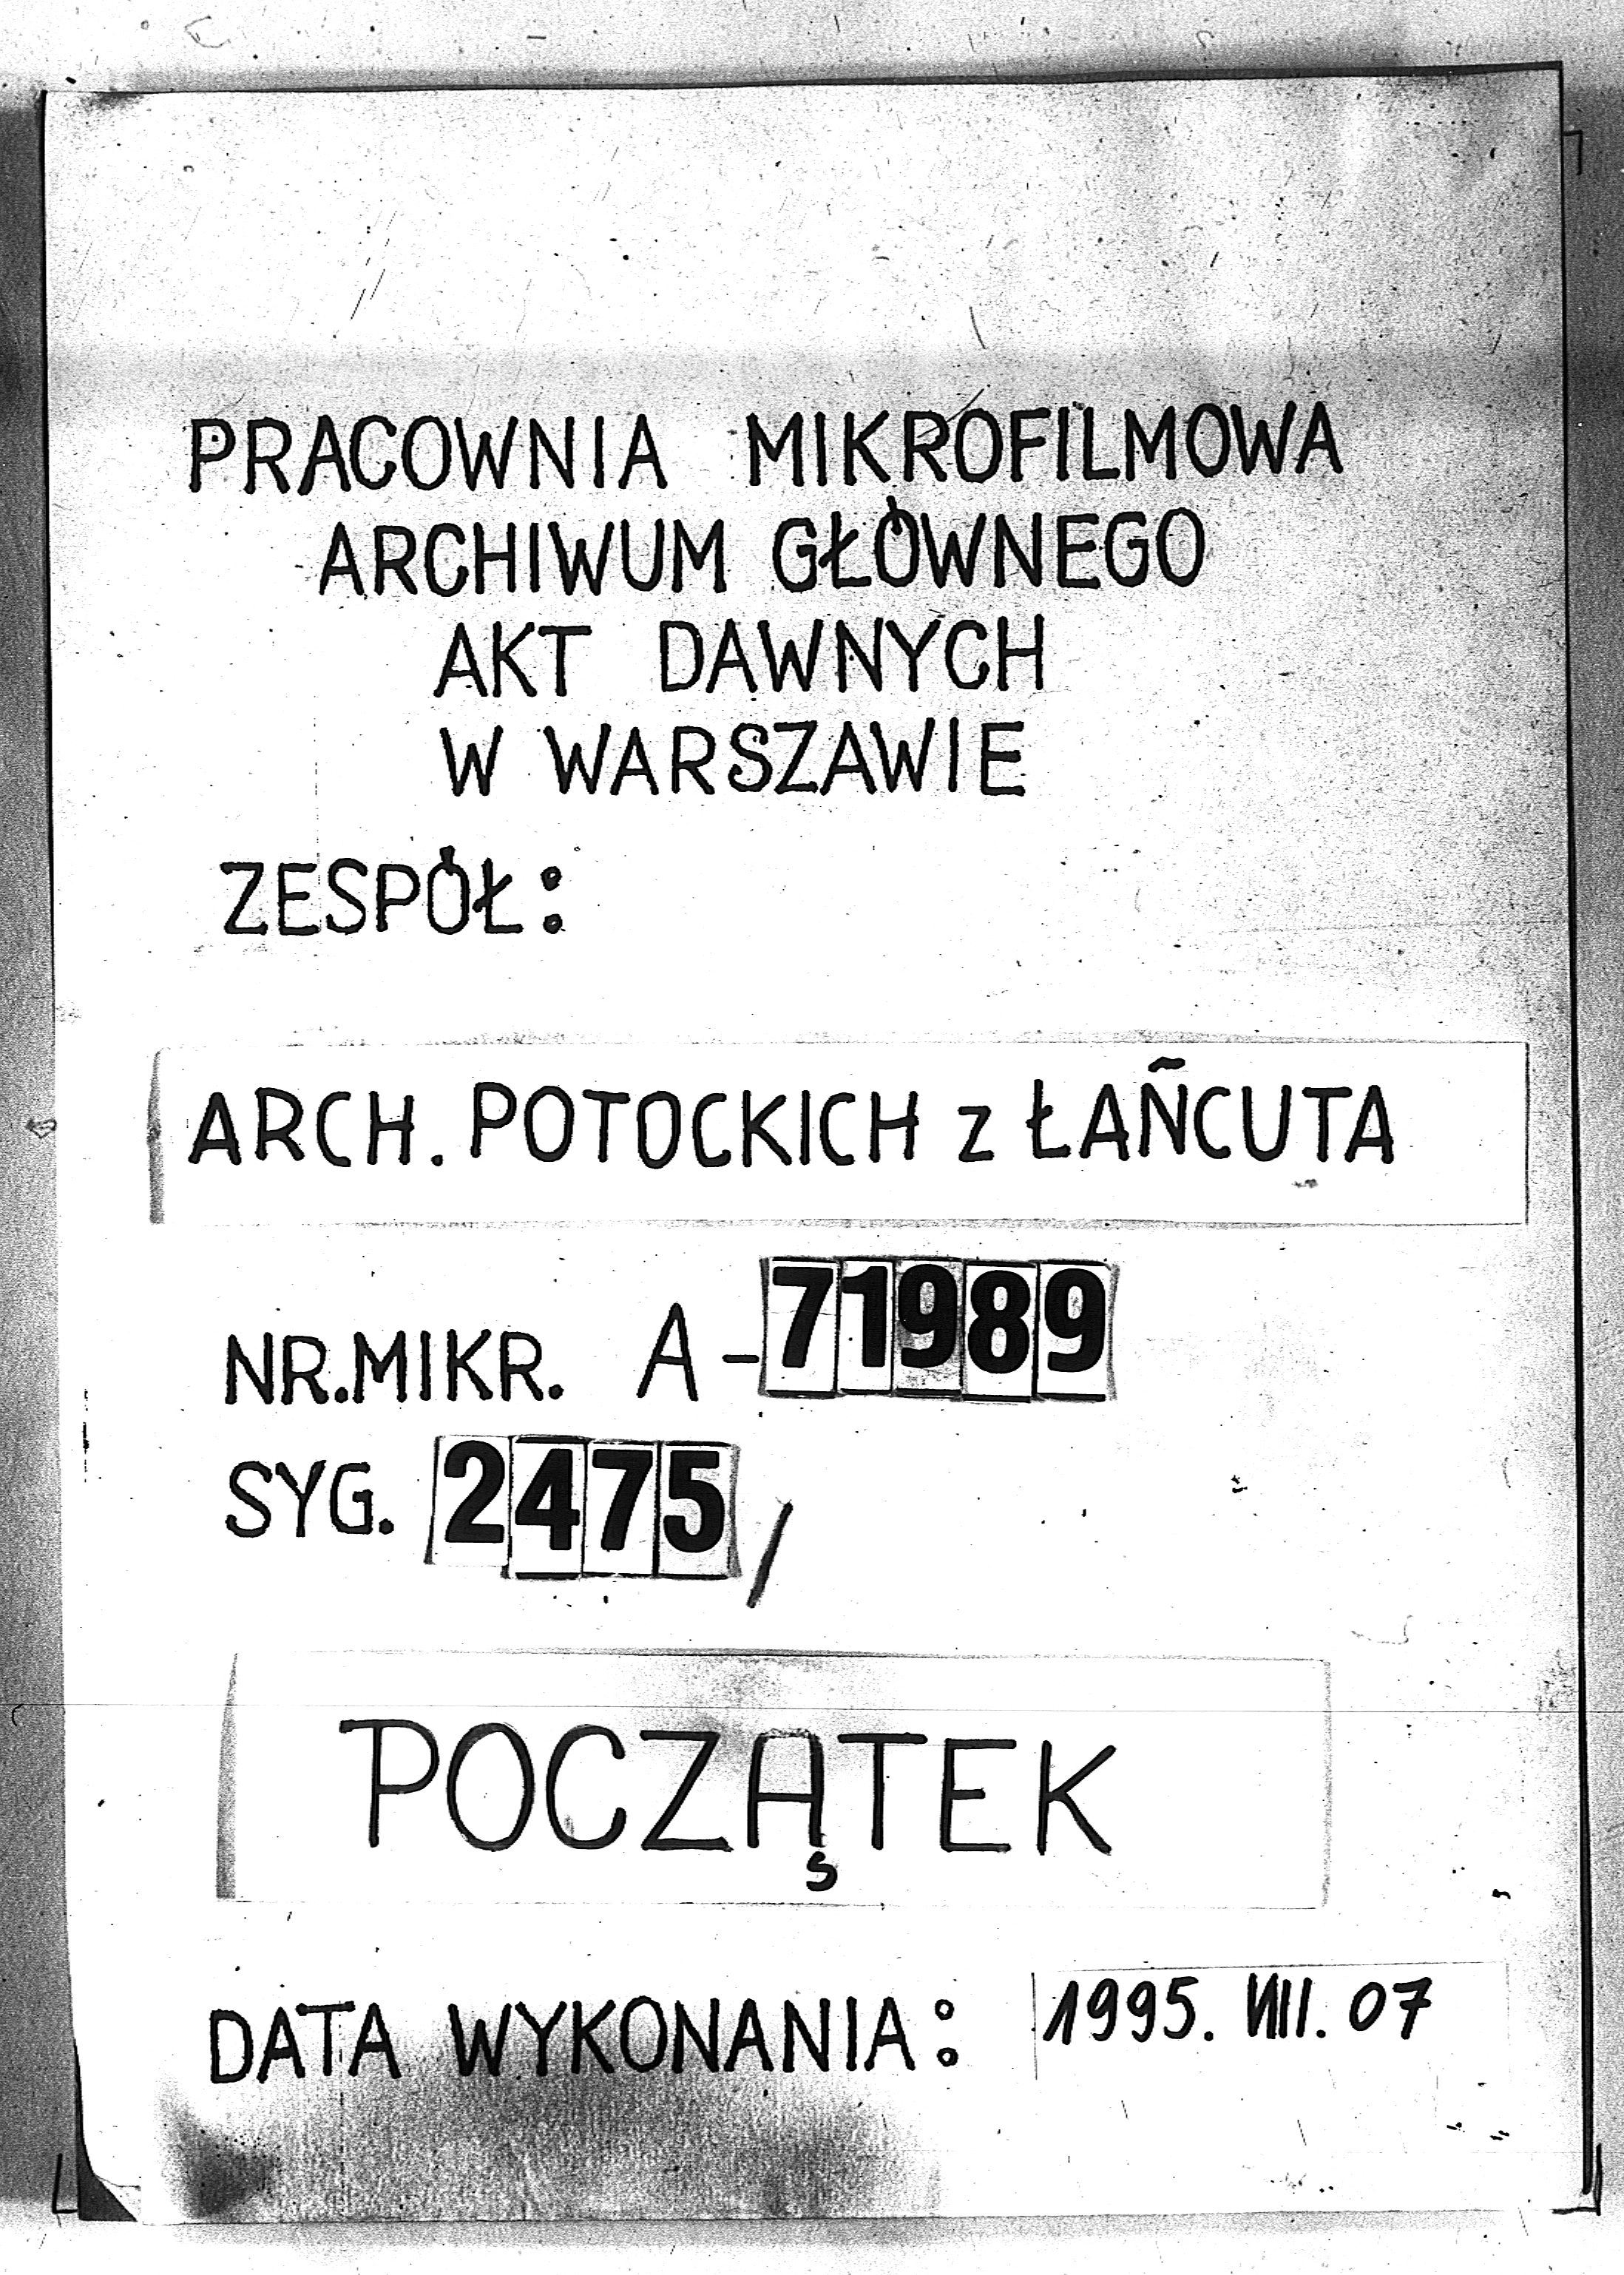 PRACOWNIA MIKROFILMOWA
ARCHIWUM GŁÓWNEGO
AKT DAWNYCH
W WARSZAWIE
ZESPÓŁ:
ARCH. POTOCKICH z ŁAŃCUTA
NR.MIKR. A-71989
SYG. 2475/
POCZĄTEK
DATA WYKONANIA: 1995. VIII. 07